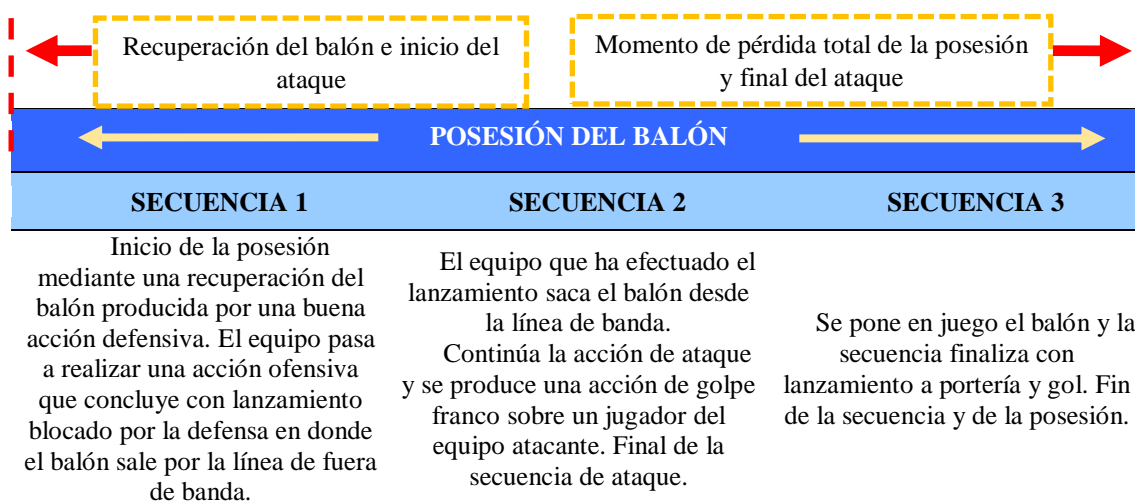 Recuperación del balón e inicio del
ataque
Momento de pérdida total de la posesión
y final del ataque
POSESIÓN DEL BALÓN
SECUENCIA 1
SECUENCIA 2
SECUENCIA 3
Inicio de la posesión
mediante una recuperación del
balón producida por una buena
acción defensiva. El equipo pasa
a realizar una acción ofensiva
que concluye con lanzamiento
blocado por la defensa en donde
el balón sale por la línea de fuera
de banda.
El equipo que ha efectuado el
lanzamiento saca el balón desde
la línea de banda.
Continúa la acción de ataque
y se produce una acción de golpe
franco sobre un jugador del
equipo atacante. Final de la
secuencia de ataque.
Se pone en juego el balón y la
secuencia finaliza con
lanzamiento a portería y gol. Fin
de la secuencia y de la posesión.